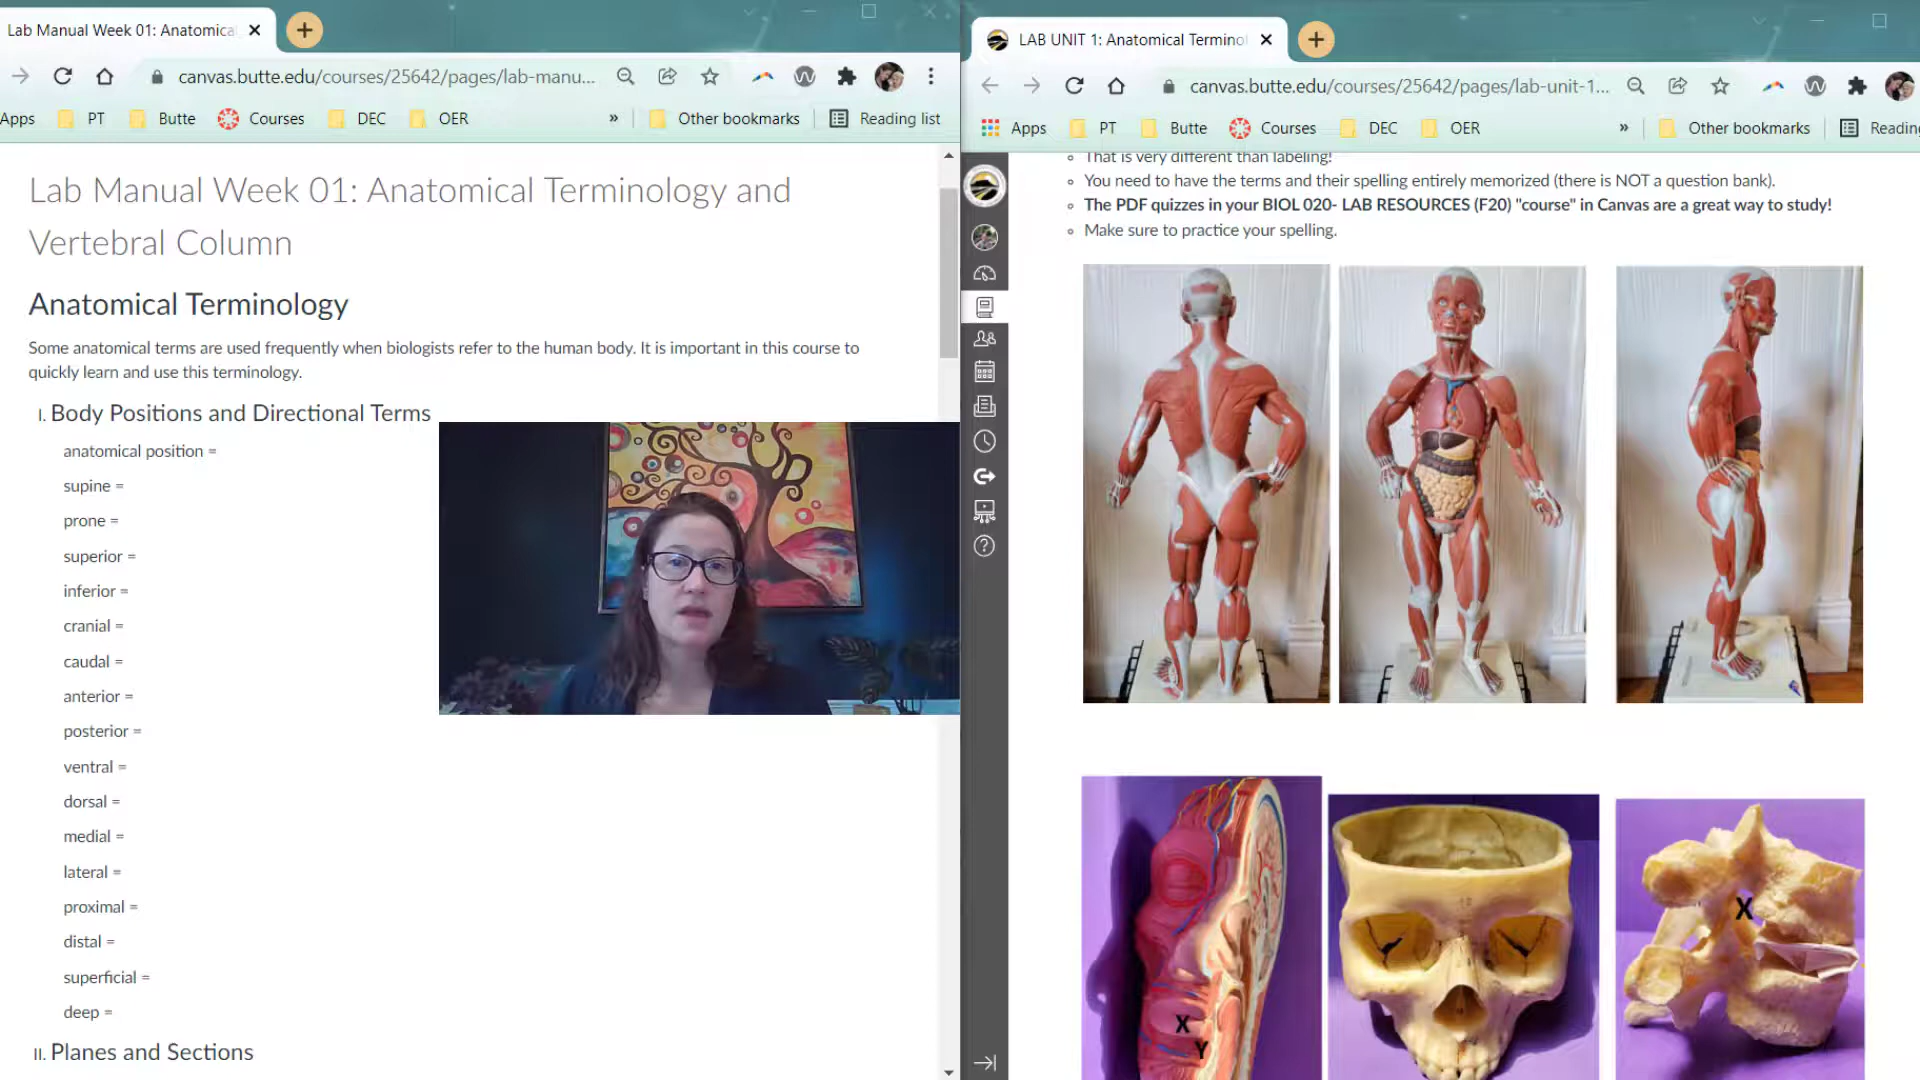 Lab Manual Week 01: Anatomica
canvas.butte.edu/courses/25642/pages/lab-manu...
Apps PT Butte Courses DEC OER » Other bookmarks Reading list
Lab Manual Week 01: Anatomical Terminology and
Vertebral Column
Anatomical Terminology
Some anatomical terms are used frequently when biologists refer to the human body. It is important in this course to
quickly learn and use this terminology.
I. Body Positions and Directional Terms
anatomical position =
supine =
prone =
superior =
inferior =
cranial =
caudal =
anterior =
posterior =
ventral =
dorsal =
medial =
lateral =
proximal =
distal =
superficial =
deep =
II. Planes and Sections
LAB UNIT 1: Anatomical Terminol
canvas.butte.edu/courses/25642/pages/lab-unit-1...
Apps PT Butte Courses DEC OER » Other bookmarks Reading
That is very different than labeling!
You need to have the terms and their spelling entirely memorized (there is NOT a question bank).
The PDF quizzes in your BIOL 020- LAB RESOURCES (F20) "course" in Canvas are a great way to study!
Make sure to practice your spelling.
X
X
Y